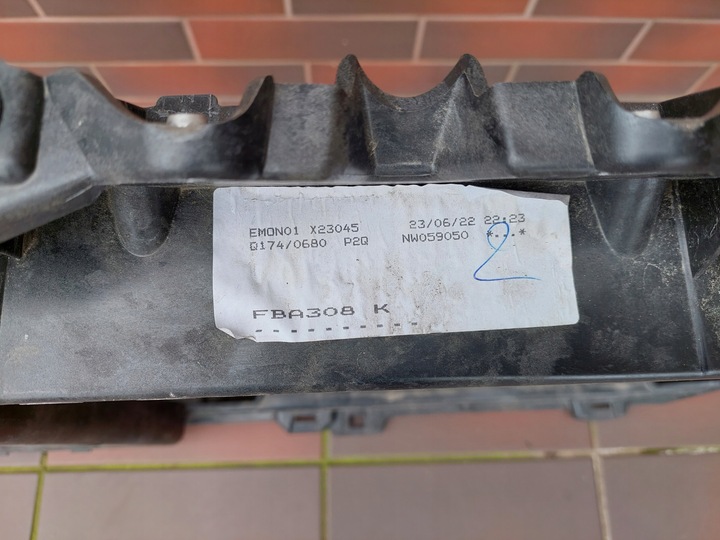 EMON01 X23045 23/06/22 22:23
Q174/0680 P2Q NW059050 *...*
2
FBA308 K
- - - - - - - - - -